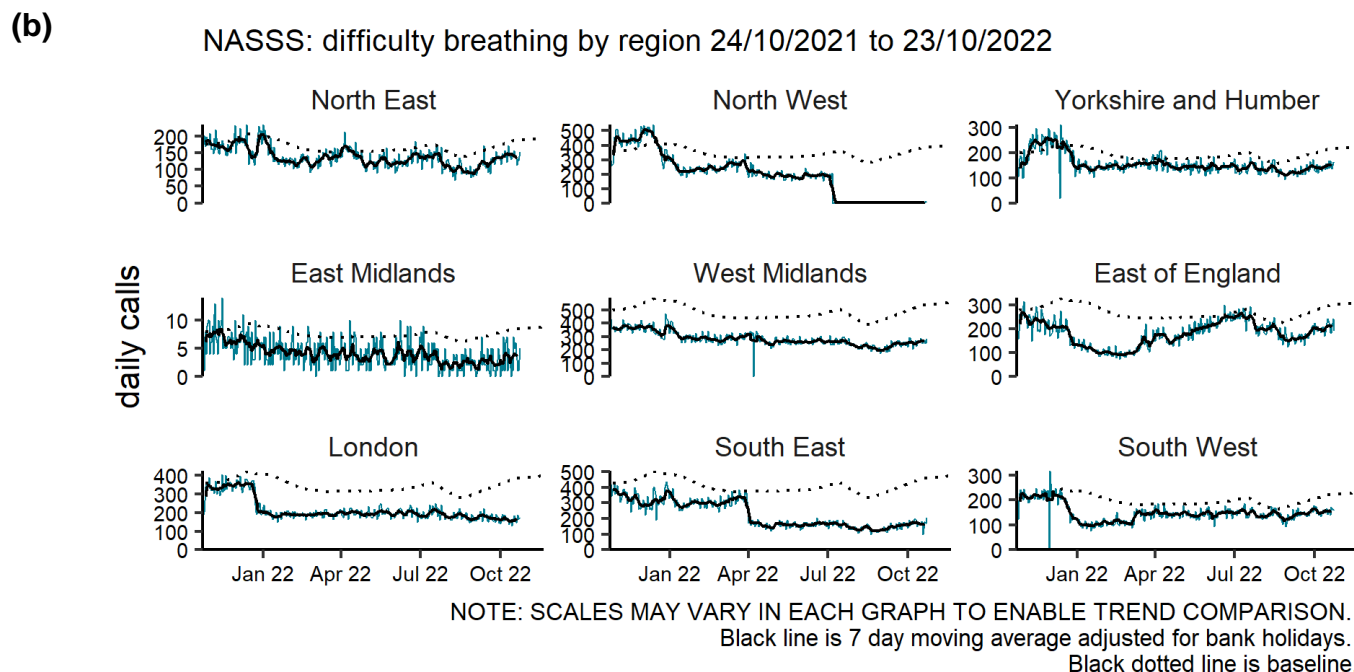 (b)
NASSS: difficulty breathing by region 24/10/2021 to 23/10/2022
North East
200
150
100
50
0
North West
500
400
300
200
100
0
Yorkshire and Humber
300
200
100
0
daily calls
East Midlands
10
5
0
West Midlands
500
400
300
200
100
0
East of England
300
200
100
0
London
400
300
200
100
0
South East
500
400
300
200
100
0
South West
300
200
100
0
Jan 22 Apr 22 Jul 22 Oct 22 Jan 22 Apr 22 Jul 22 Oct 22 Jan 22 Apr 22 Jul 22 Oct 22
NOTE: SCALES MAY VARY IN EACH GRAPH TO ENABLE TREND COMPARISON.
Black line is 7 day moving average adjusted for bank holidays.
Black dotted line is baseline